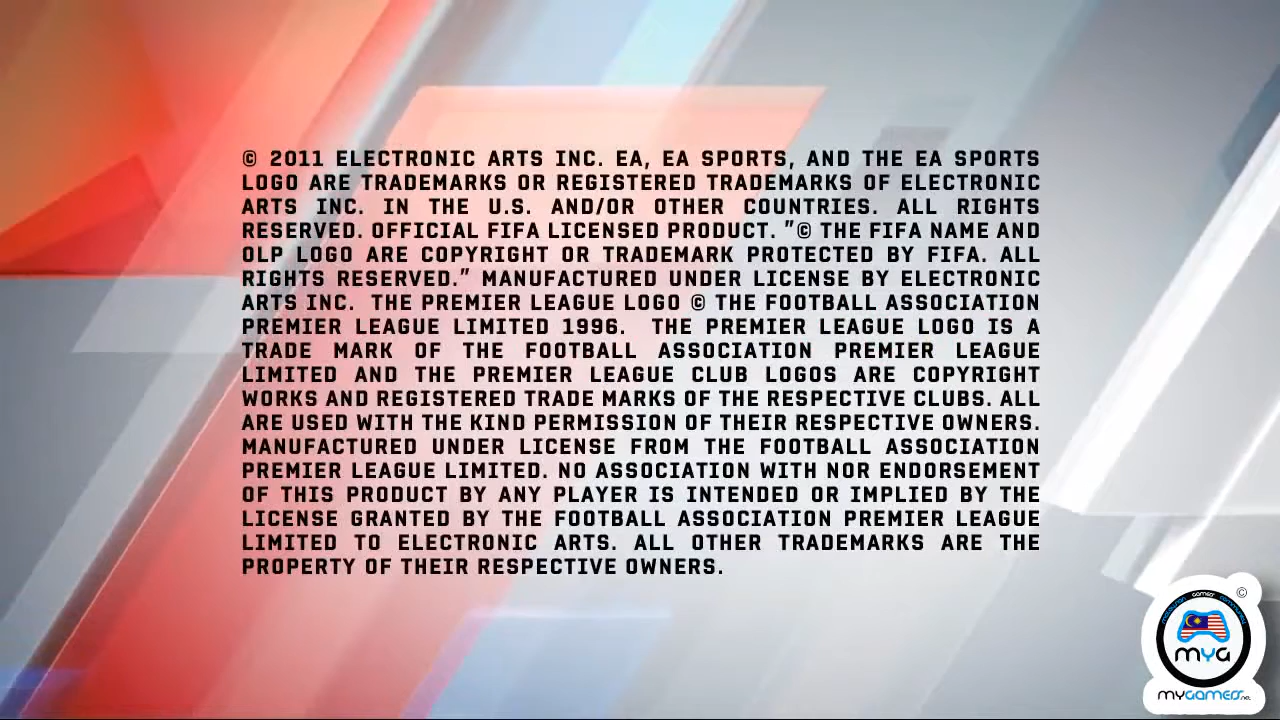 © 2011 ELECTRONIC ARTS INC. EA, EA SPORTS, AND THE EA SPORTS
LOGO ARE TRADEMARKS OR REGISTERED TRADEMARKS OF ELECTRONIC
ARTS INC. IN THE U.S. AND/OR OTHER COUNTRIES. ALL RIGHTS
RESERVED. OFFICIAL FIFA LICENSED PRODUCT. "© THE FIFA NAME AND
OLP LOGO ARE COPYRIGHT OR TRADEMARK PROTECTED BY FIFA. ALL
RIGHTS RESERVED." MANUFACTURED UNDER LICENSE BY ELECTRONIC
ARTS INC. THE PREMIER LEAGUE LOGO © THE FOOTBALL ASSOCIATION
PREMIER LEAGUE LIMITED 1996. THE PREMIER LEAGUE LOGO IS A
TRADE MARK OF THE FOOTBALL ASSOCIATION PREMIER LEAGUE
LIMITED AND THE PREMIER LEAGUE CLUB LOGOS ARE COPYRIGHT
WORKS AND REGISTERED TRADE MARKS OF THE RESPECTIVE CLUBS. ALL
ARE USED WITH THE KIND PERMISSION OF THEIR RESPECTIVE OWNERS.
MANUFACTURED UNDER LICENSE FROM THE FOOTBALL ASSOCIATION
PREMIER LEAGUE LIMITED. NO ASSOCIATION WITH NOR ENDORSEMENT
OF THIS PRODUCT BY ANY PLAYER IS INTENDED OR IMPLIED BY THE
LICENSE GRANTED BY THE FOOTBALL ASSOCIATION PREMIER LEAGUE
LIMITED TO ELECTRONIC ARTS. ALL OTHER TRADEMARKS ARE THE
PROPERTY OF THEIR RESPECTIVE OWNERS.
©
MYG
MYGAMERS.net